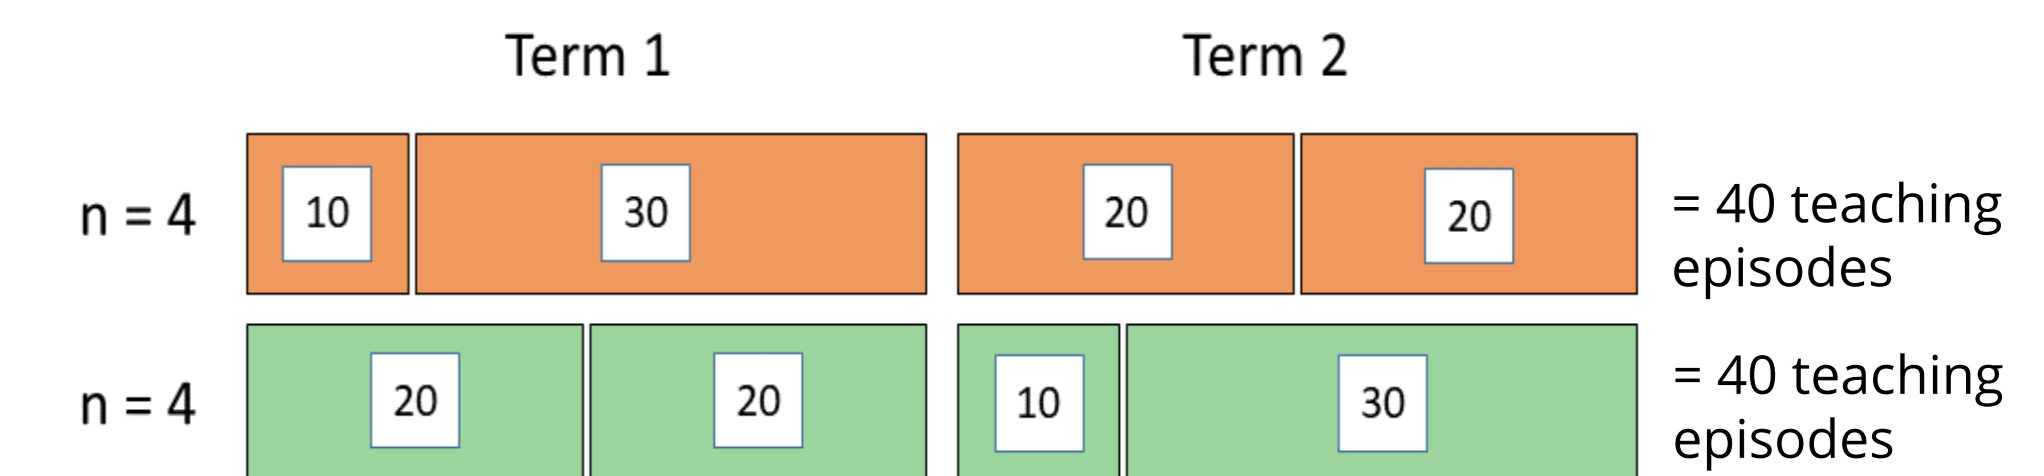 Term 1 Term 2
n = 4 10 30 20 20 = 40 teaching
episodes
n = 4 20 20 10 30 = 40 teaching
episodes